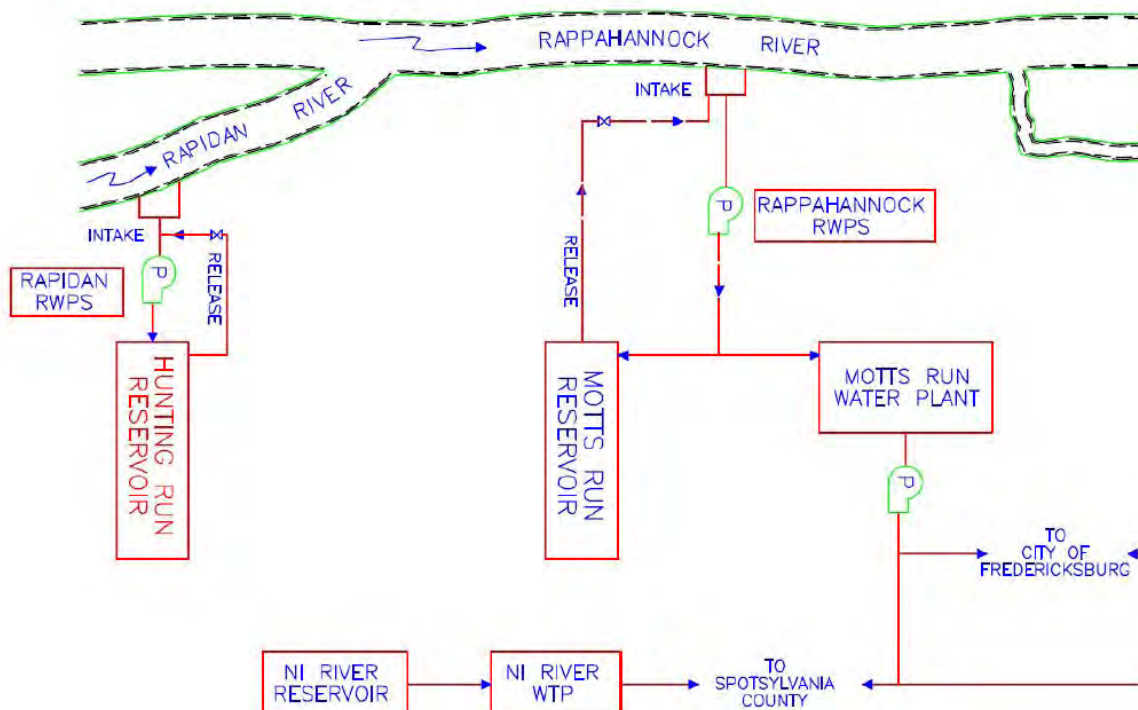 RAPPAHANNOCK RIVER
RAPIDAN RIVER
INTAKE
INTAKE
P
RAPPAHANNOCK
RWPS
RAPIDAN
RWPS
P
RELEASE
RELEASE
HUNTING RUN
RESERVOIR
MOTTS RUN
RESERVOIR
MOTTS RUN
WATER PLANT
P
TO
CITY OF
FREDERICKSBURG
NI RIVER
RESERVOIR
NI RIVER
WTP
TO
SPOTSYLVANIA
COUNTY